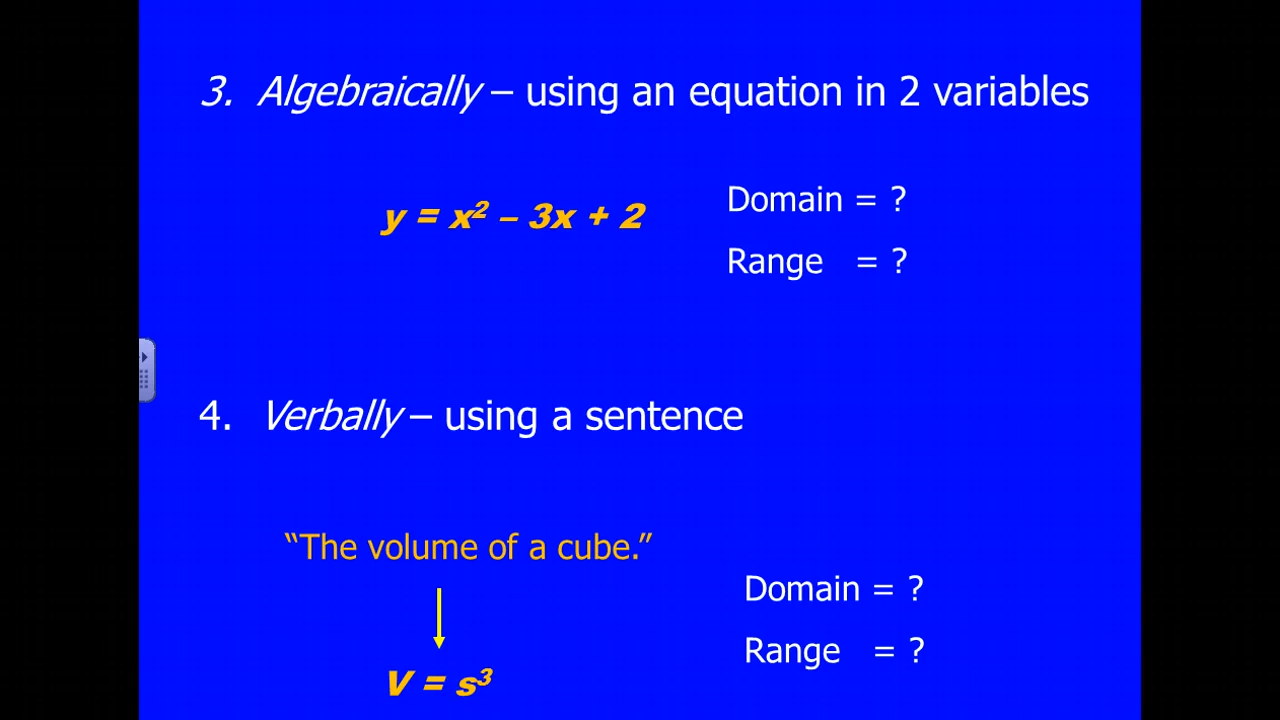 3. Algebraically – using an equation in 2 variables
y = x² – 3x + 2
Domain = ?
Range = ?
4. Verbally – using a sentence
“The volume of a cube.”
Domain = ?
Range = ?
V = s³